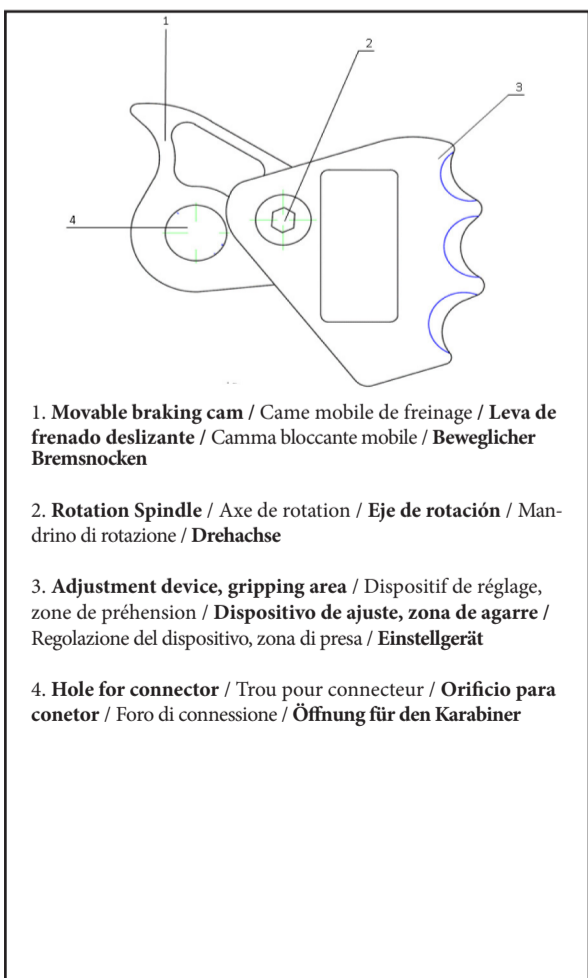 1
2
3
4
1. Movable braking cam / Came mobile de freinage / Leva de
frenado deslizante / Camma bloccante mobile / Beweglicher
Bremsnocken
2. Rotation Spindle / Axe de rotation / Eje de rotación / Man-
drino di rotazione / Drehachse
3. Adjustment device, gripping area / Dispositif de réglage,
zone de préhension / Dispositivo de ajuste, zona de agarre /
Regolazione del dispositivo, zona di presa / Einstellgerät
4. Hole for connector / Trou pour connecteur / Orificio para
conetor / Foro di connessione / Öffnung für den Karabiner